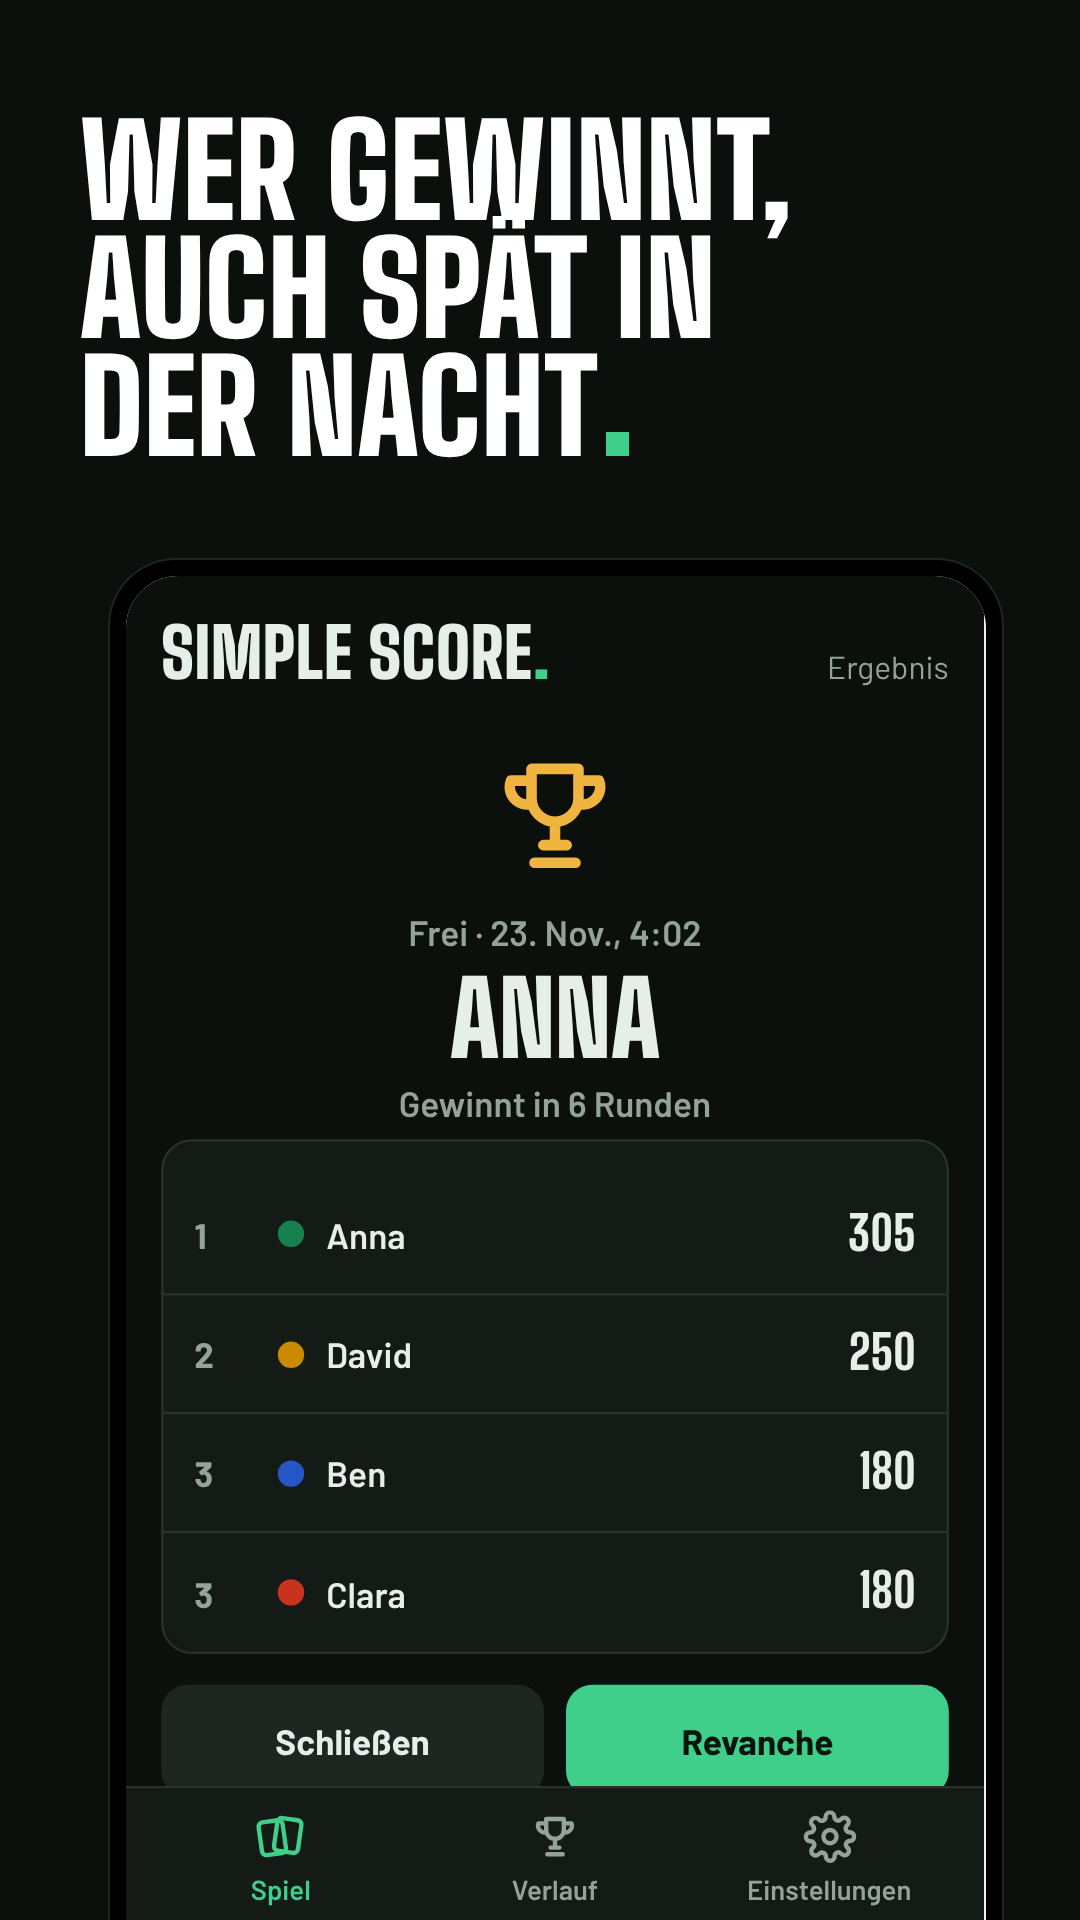 WER GEWINNT,
AUCH SPÄT IN
DER NACHT.
SIMPLE SCORE.
Ergebnis
Frei · 23. Nov., 4:02
ANNA
Gewinnt in 6 Runden
1 Anna 305
2 David 250
3 Ben 180
3 Clara 180
Schließen Revanche
Spiel Verlauf Einstellungen